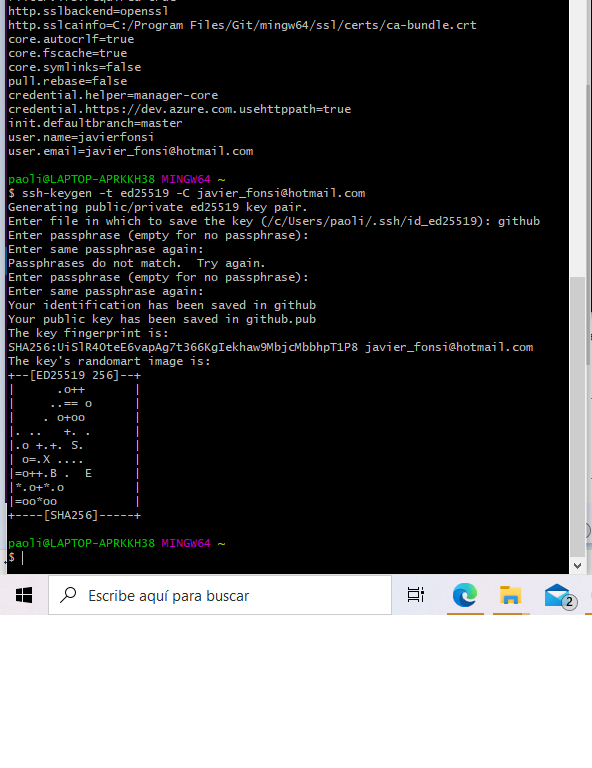 http.sslbackend=openssl
http.sslcainfo=C:/Program Files/Git/mingw64/ssl/certs/ca-bundle.crt
core.autocrlf=true
core.fscache=true
core.symlinks=false
pull.rebase=false
credential.helper=manager-core
credential.https://dev.azure.com.usehttppath=true
init.defaultbranch=master
user.name=javierfonsi
user.email=javier_fonsi@hotmail.com

paoli@LAPTOP-APRKKH38 MINGW64 ~
$ ssh-keygen -t ed25519 -C javier_fonsi@hotmail.com
Generating public/private ed25519 key pair.
Enter file in which to save the key (/c/Users/paoli/.ssh/id_ed25519): github
Enter passphrase (empty for no passphrase):
Enter same passphrase again:
Passphrases do not match.  Try again.
Enter passphrase (empty for no passphrase):
Enter same passphrase again:
Your identification has been saved in github
Your public key has been saved in github.pub
The key fingerprint is:
SHA256:UiSlR4OteE6vapAg7t366KgIekhaw9MbjcMbbhpT1P8 javier_fonsi@hotmail.com
The key's randomart image is:
+--[ED25519 256]--+
|      .o++       |
|     ..== o      |
|    . o+oo       |
|. ..   +. .      |
|.o +.+. S.       |
| o=.X ....       |
|=o++.B .  E      |
|*.o+*.o          |
|=oo*oo           |
+----[SHA256]-----+

paoli@LAPTOP-APRKKH38 MINGW64 ~
$
Escribe aquí para buscar
2